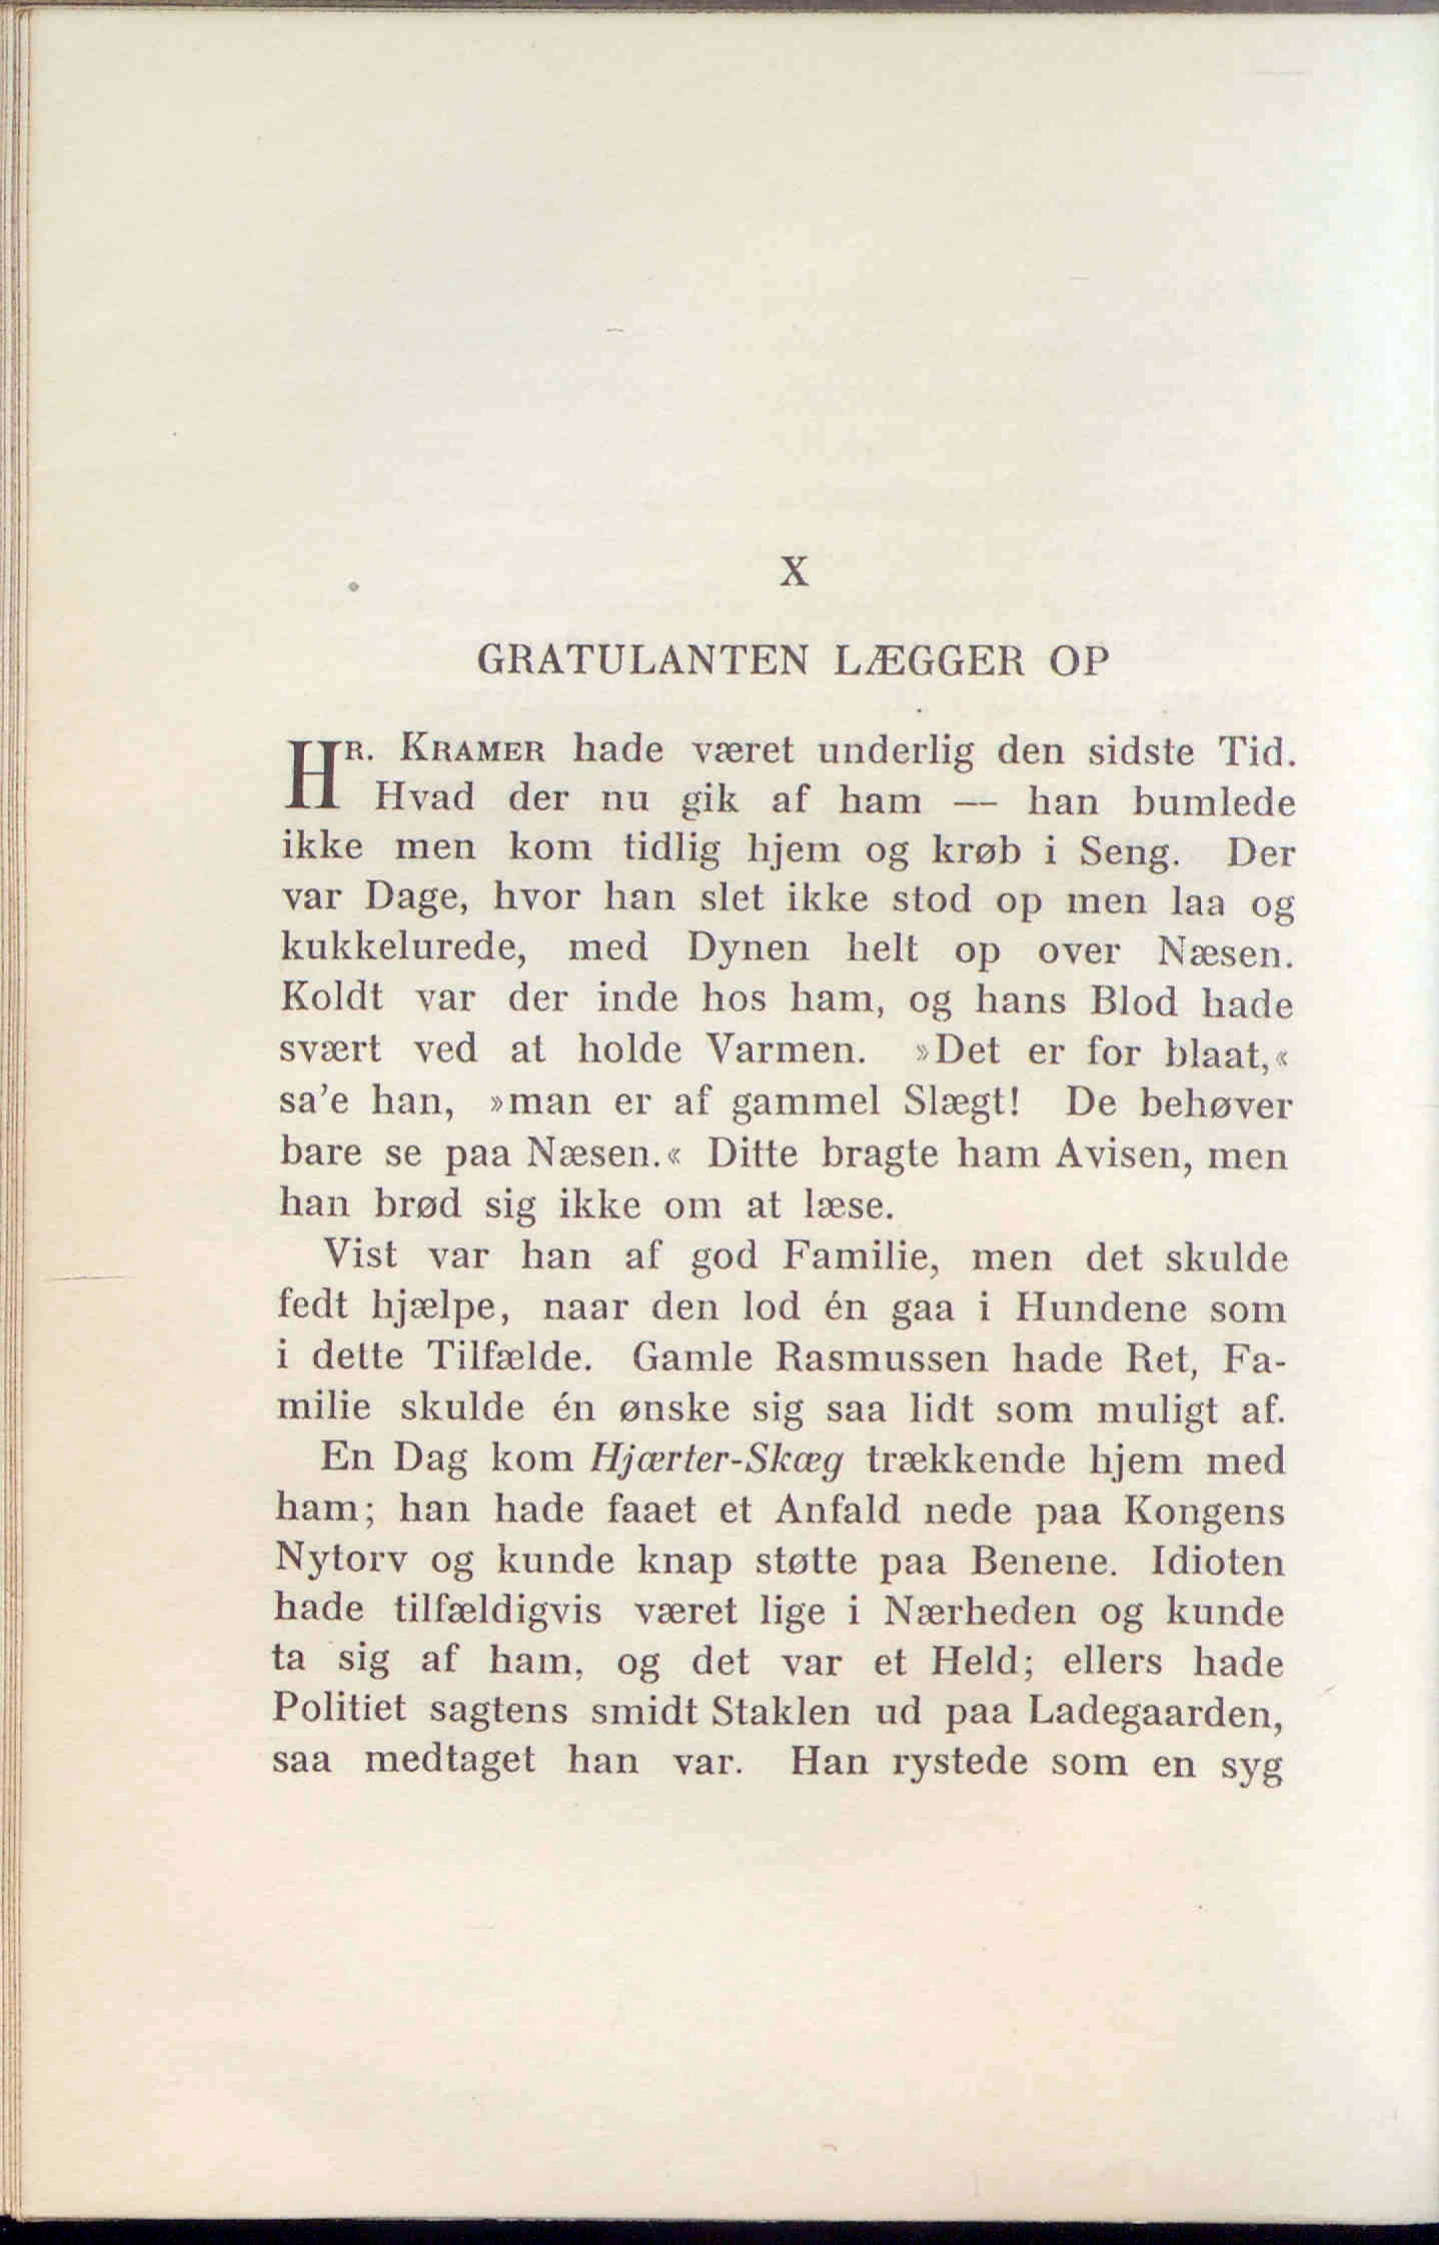 X
GRATULANTEN LÆGGER OP
HR. KRAMER hade været underlig den sidste Tid.
Hvad der nu gik af ham — han bumlede
ikke men kom tidlig hjem og krøb i Seng. Der
var Dage, hvor han slet ikke stod op men laa og
kukkelurede, med Dynen helt op over Næsen.
Koldt var der inde hos ham, og hans Blod hade
svært ved at holde Varmen. »Det er for blaat,«
sa'e han, »man er af gammel Slægt! De behøver
bare se paa Næsen.« Ditte bragte ham Avisen, men
han brød sig ikke om at læse.
Vist var han af god Familie, men det skulde
fedt hjælpe, naar den lod én gaa i Hundene som
i dette Tilfælde. Gamle Rasmussen hade Ret, Fa-
milie skulde én ønske sig saa lidt som muligt af.
En Dag kom Hjærter-Skæg trækkende hjem med
ham; han hade faaet et Anfald nede paa Kongens
Nytorv og kunde knap støtte paa Benene. Idioten
hade tilfældigvis været lige i Nærheden og kunde
ta sig af ham, og det var et Held; ellers hade
Politiet sagtens smidt Staklen ud paa Ladegaarden,
saa medtaget han var. Han rystede som en syg